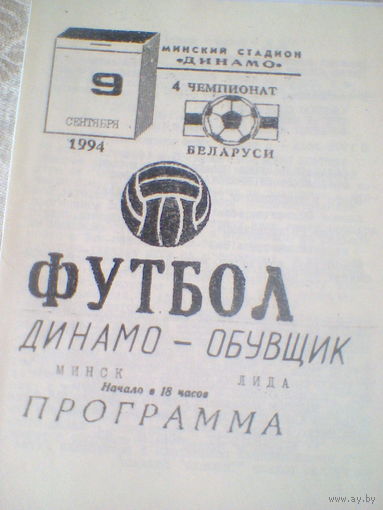 МИНСКИЙ СТАДИОН
«ДИНАМО»
9
СЕНТЯБРЯ
1994
4 ЧЕМПИОНАТ
БЕЛАРУСИ
ФУТБОЛ
ДИНАМО – ОБУВЩИК
МИНСК ЛИДА
Начало в 18 часов
ПРОГРАММА
© www.ay.by